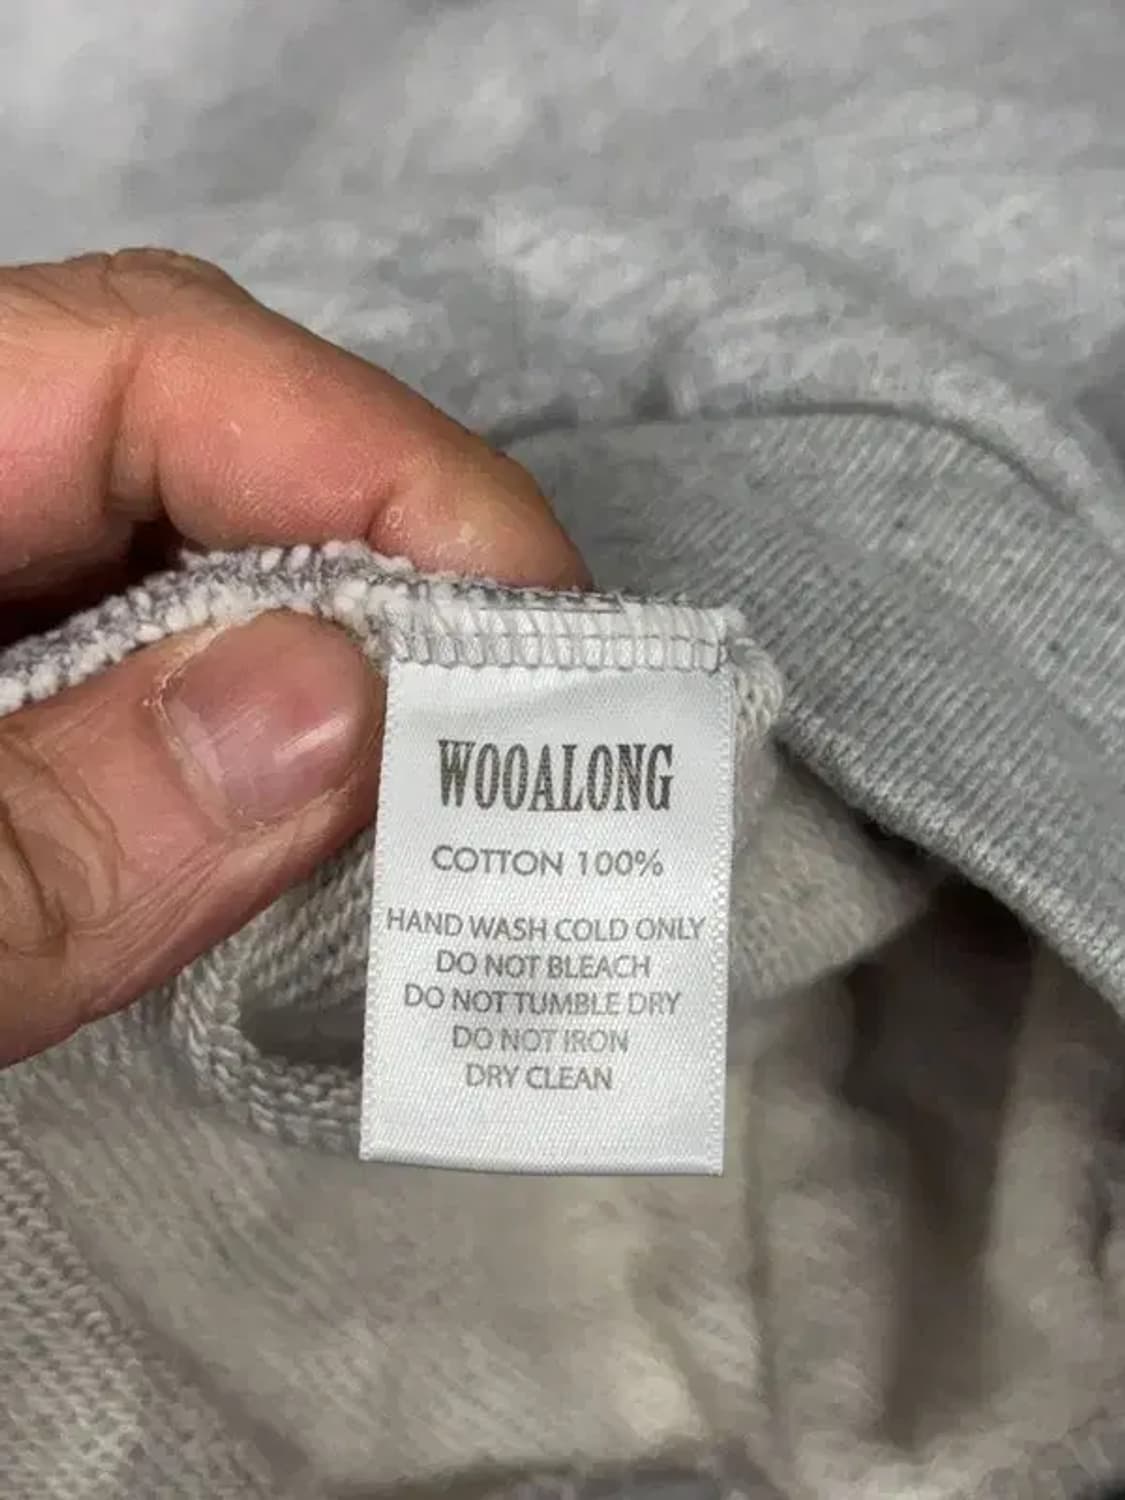 WOOALONG
COTTON 100%
HAND WASH COLD ONLY
DO NOT BLEACH
DO NOT TUMBLE DRY
DO NOT IRON
DRY CLEAN